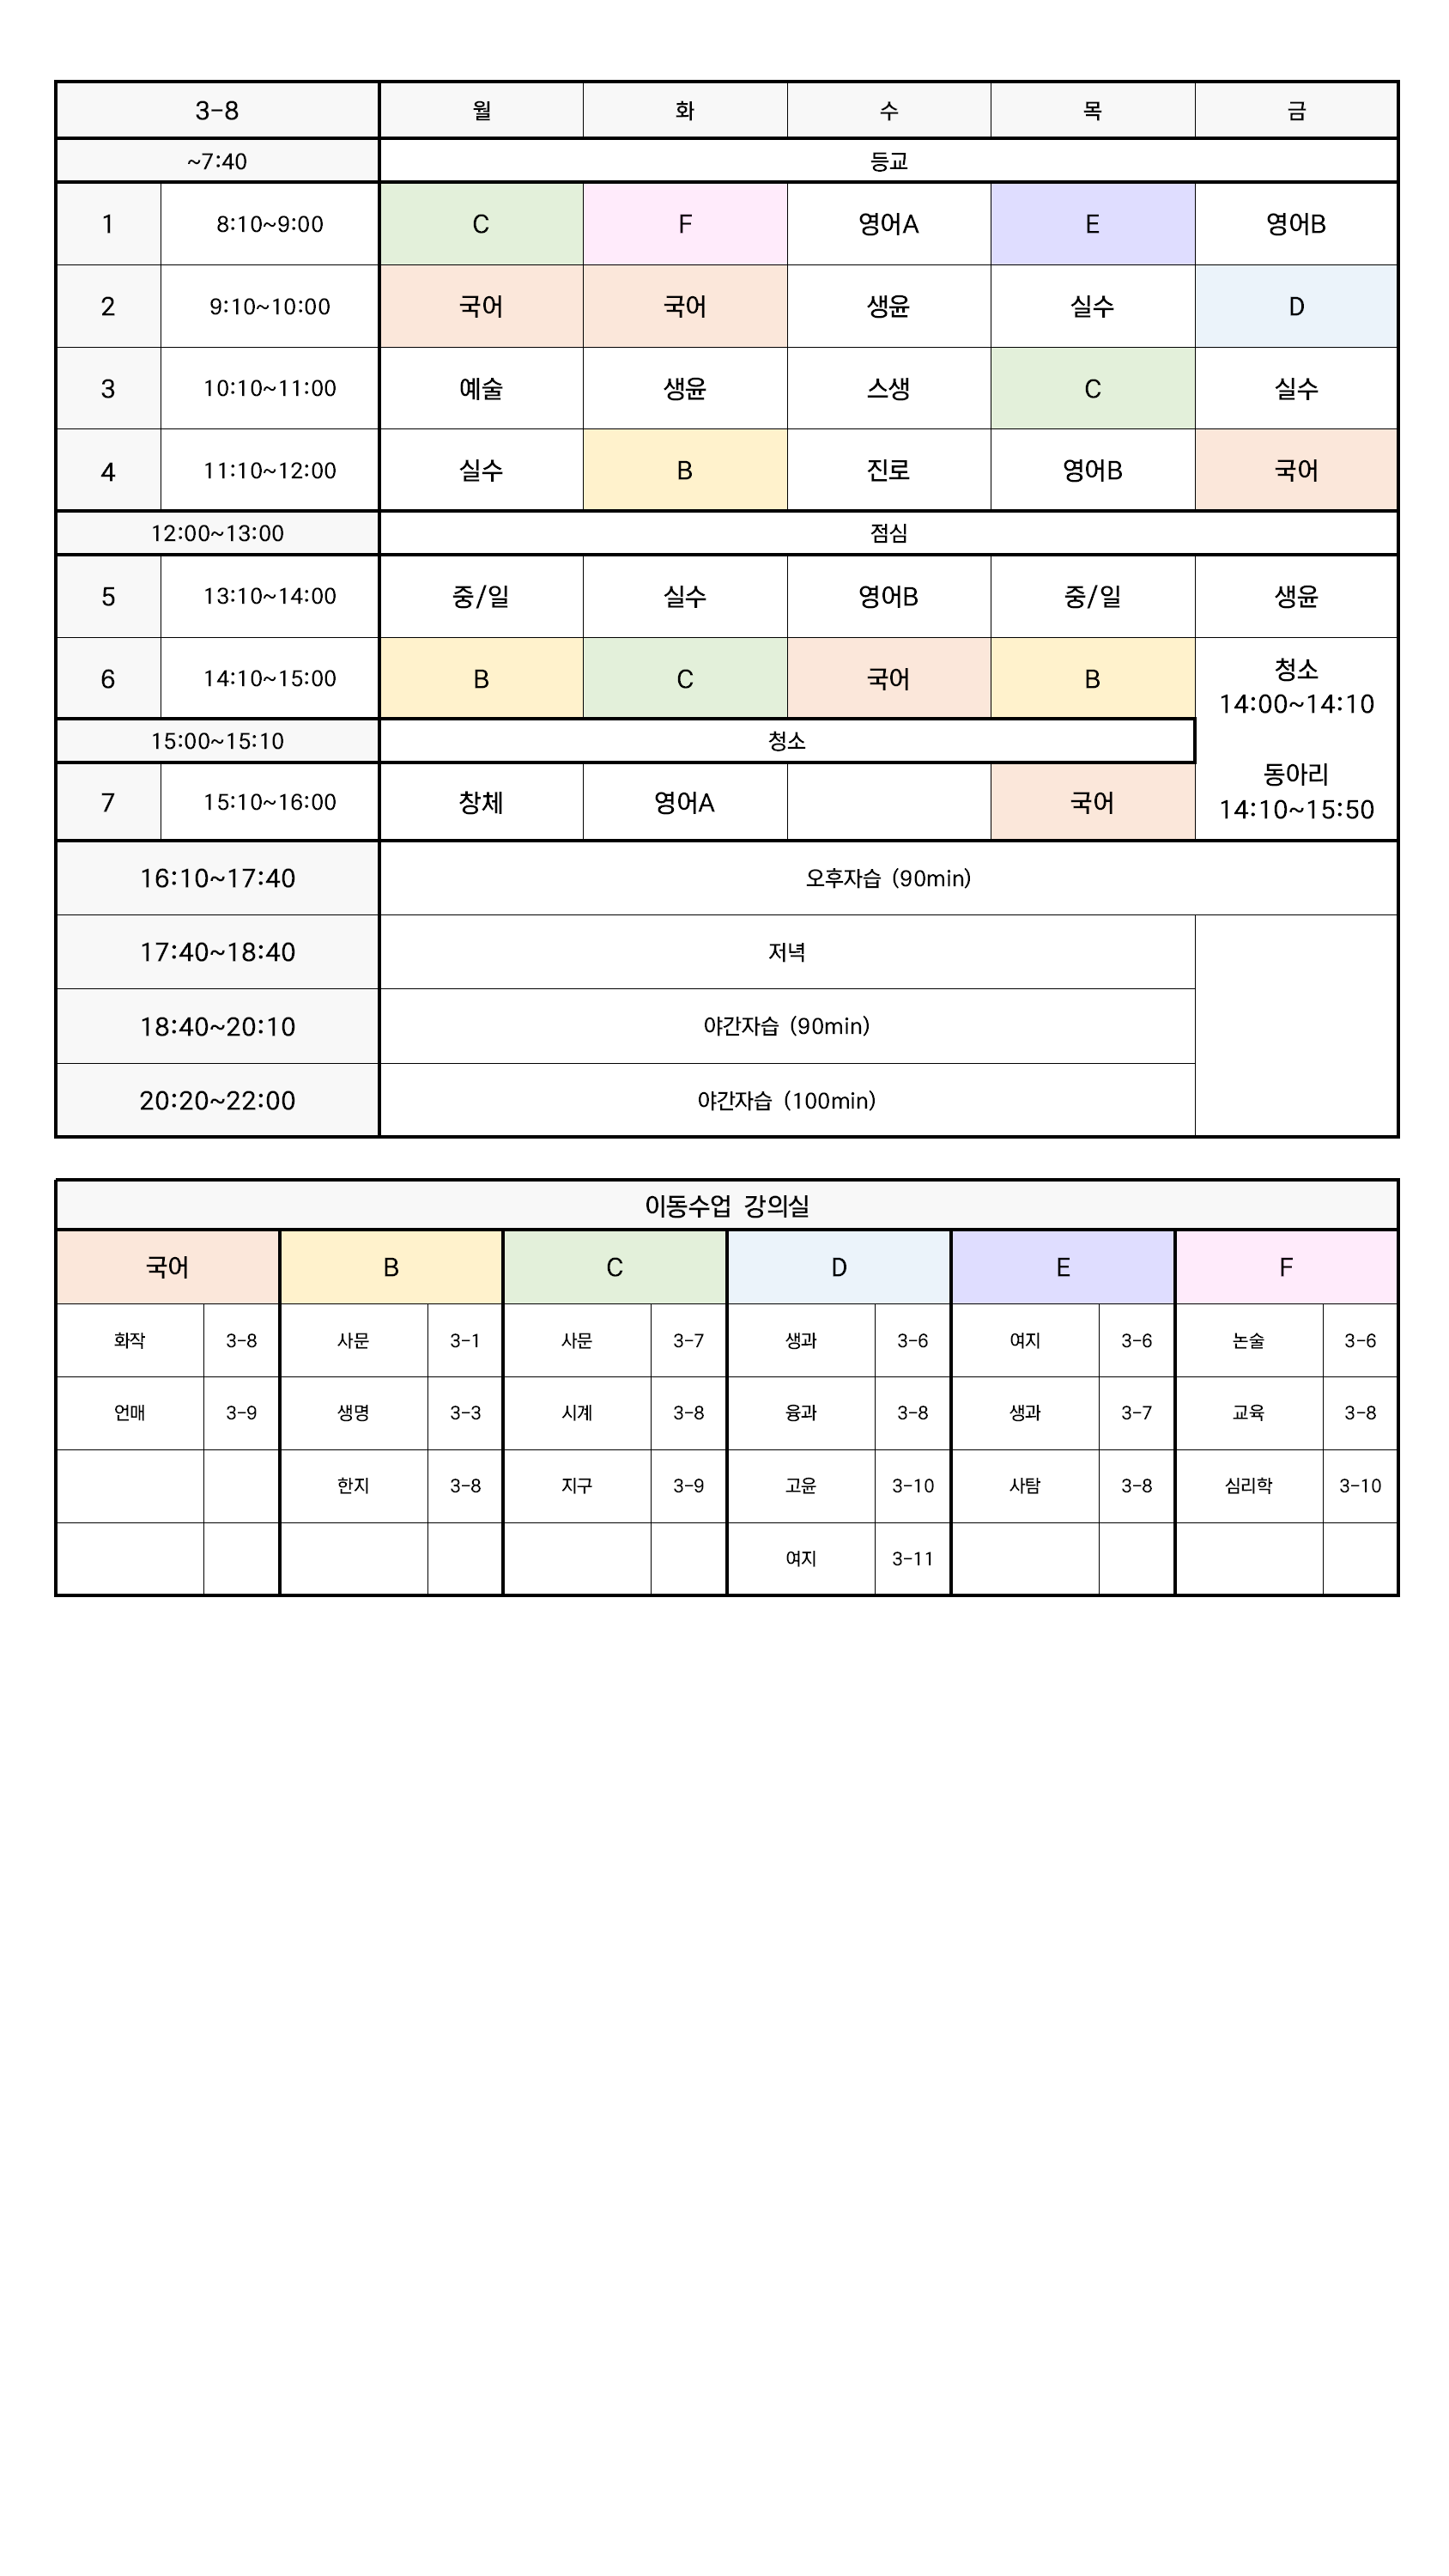 3-8 월 화 수 목 금
~7:40 등교
1 8:10~9:00 C F 영어A E 영어B
2 9:10~10:00 국어 국어 생윤 실수 D
3 10:10~11:00 예술 생윤 스생 C 실수
4 11:10~12:00 실수 B 진로 영어B 국어
12:00~13:00 점심
5 13:10~14:00 중/일 실수 영어B 중/일 생윤
6 14:10~15:00 B C 국어 B
청소
14:00~14:10
15:00~15:10 청소
동아리
14:10~15:50
7 15:10~16:00 창체 영어A 국어
16:10~17:40 오후자습 (90min)
17:40~18:40 저녁
18:40~20:10 야간자습 (90min)
20:20~22:00 야간자습 (100min)
이동수업 강의실
국어 B C D E F
화작 3-8 사문 3-1 사문 3-7 생과 3-6 여지 3-6 논술 3-6
언매 3-9 생명 3-3 시계 3-8 융과 3-8 생과 3-7 교육 3-8
한지 3-8 지구 3-9 고윤 3-10 사탐 3-8 심리학 3-10
여지 3-11